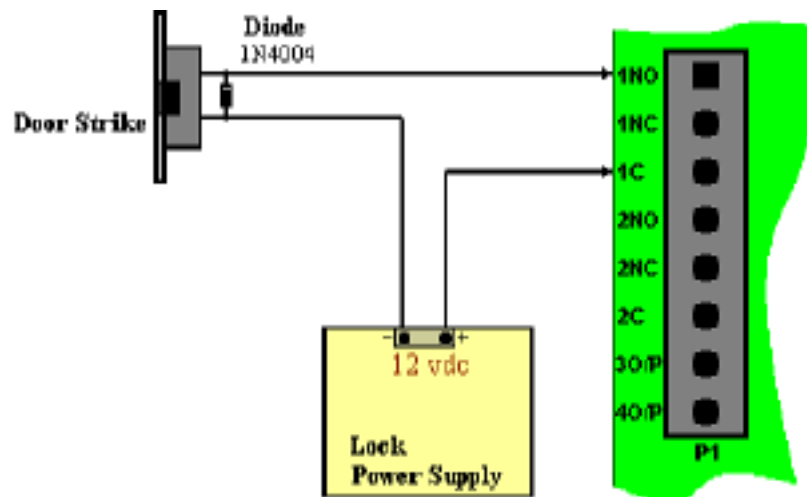 Diode
1N4004
Door Strike
1NO
1NC
1C
2NO
2NC
2C
3O/P
4O/P
P1
- +
12 vdc
Lock
Power Supply